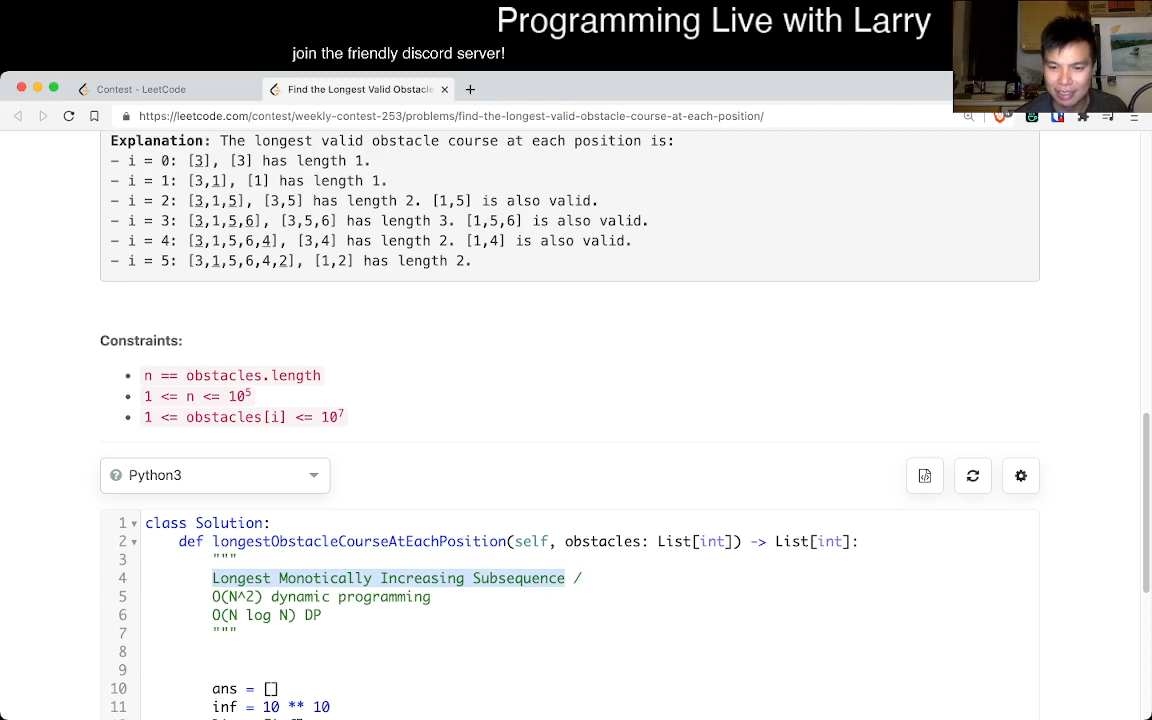 Programming Live with Larry
join the friendly discord server!
Contest - LeetCode
Find the Longest Valid Obstacle
https://leetcode.com/contest/weekly-contest-253/problems/find-the-longest-valid-obstacle-course-at-each-position/
Explanation: The longest valid obstacle course at each position is:
- i = 0: [3], [3] has length 1.
- i = 1: [3,1], [1] has length 1.
- i = 2: [3,1,5], [3,5] has length 2. [1,5] is also valid.
- i = 3: [3,1,5,6], [3,5,6] has length 3. [1,5,6] is also valid.
- i = 4: [3,1,5,6,4], [3,4] has length 2. [1,4] is also valid.
- i = 5: [3,1,5,6,4,2], [1,2] has length 2.
Constraints:
• n == obstacles.length
• 1 <= n <= 10⁵
• 1 <= obstacles[i] <= 10⁷
Python3
1 class Solution:
2 def longestObstacleCourseAtEachPosition(self, obstacles: List[int]) -> List[int]:
3 """
4 Longest Monotically Increasing Subsequence /
5 O(N^2) dynamic programming
6 O(N log N) DP
7 """
8
9
10 ans = []
11 inf = 10 ** 10